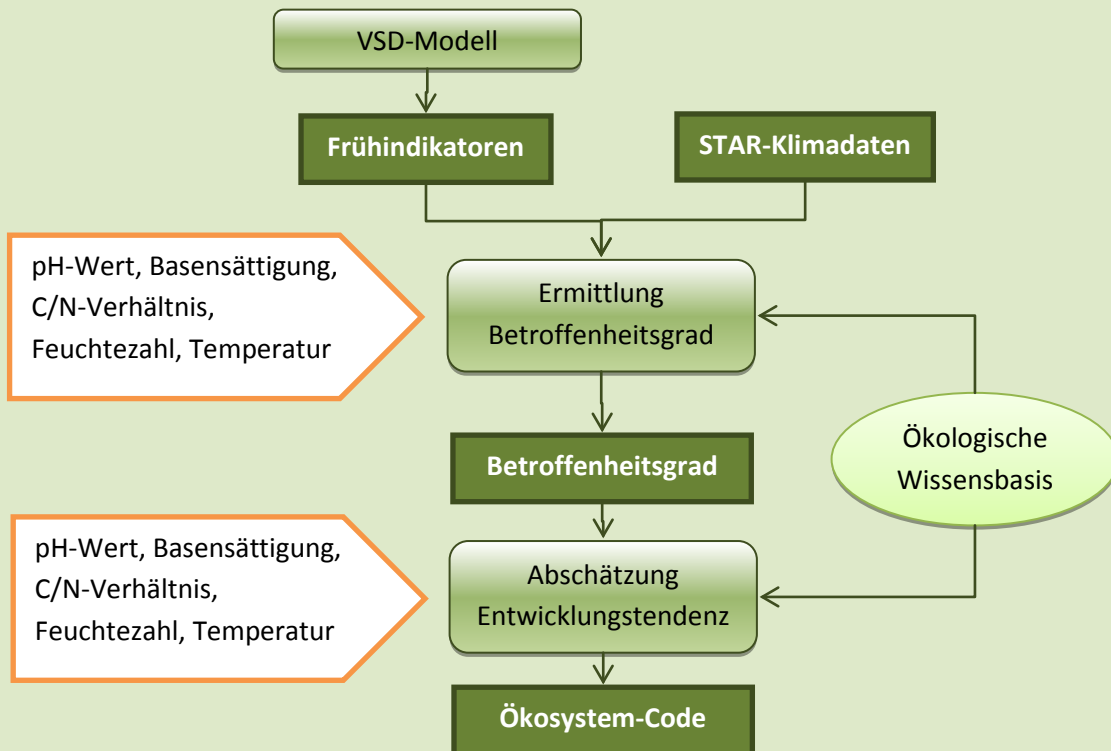 VSD-Modell
Frühindikatoren
STAR-Klimadaten
pH-Wert, Basensättigung,
C/N-Verhältnis,
Feuchtezahl, Temperatur
Ermittlung
Betroffenheitsgrad
Ökologische
Wissensbasis
Betroffenheitsgrad
pH-Wert, Basensättigung,
C/N-Verhältnis,
Feuchtezahl, Temperatur
Abschätzung
Entwicklungstendenz
Ökosystem-Code